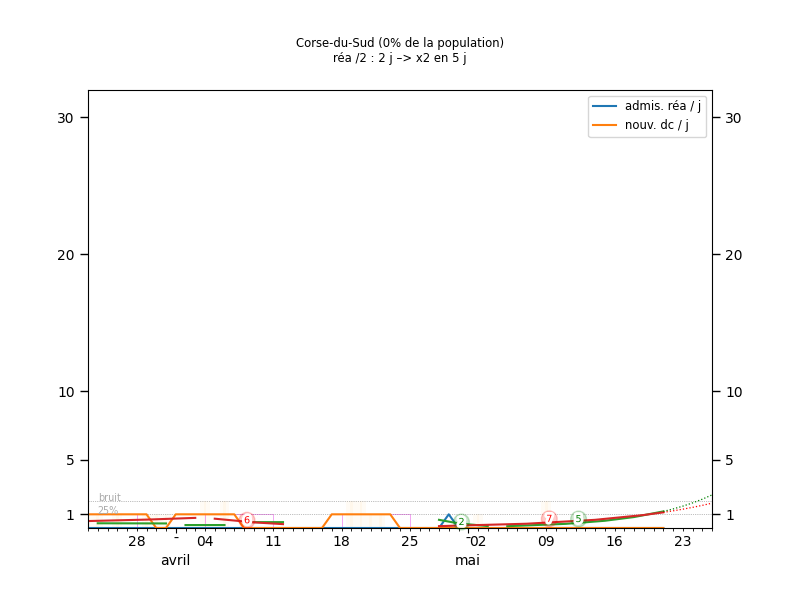 Corse-du-Sud (0% de la population)
réa /2 : 2 j –> x2 en 5 j
admis. réa / j
nouv. dc / j
30 30
20 20
10 10
5 5
bruit
25%
1 1
6 2 7 5
28 - 04 11 18 25 - 02 09 16 23
avril mai